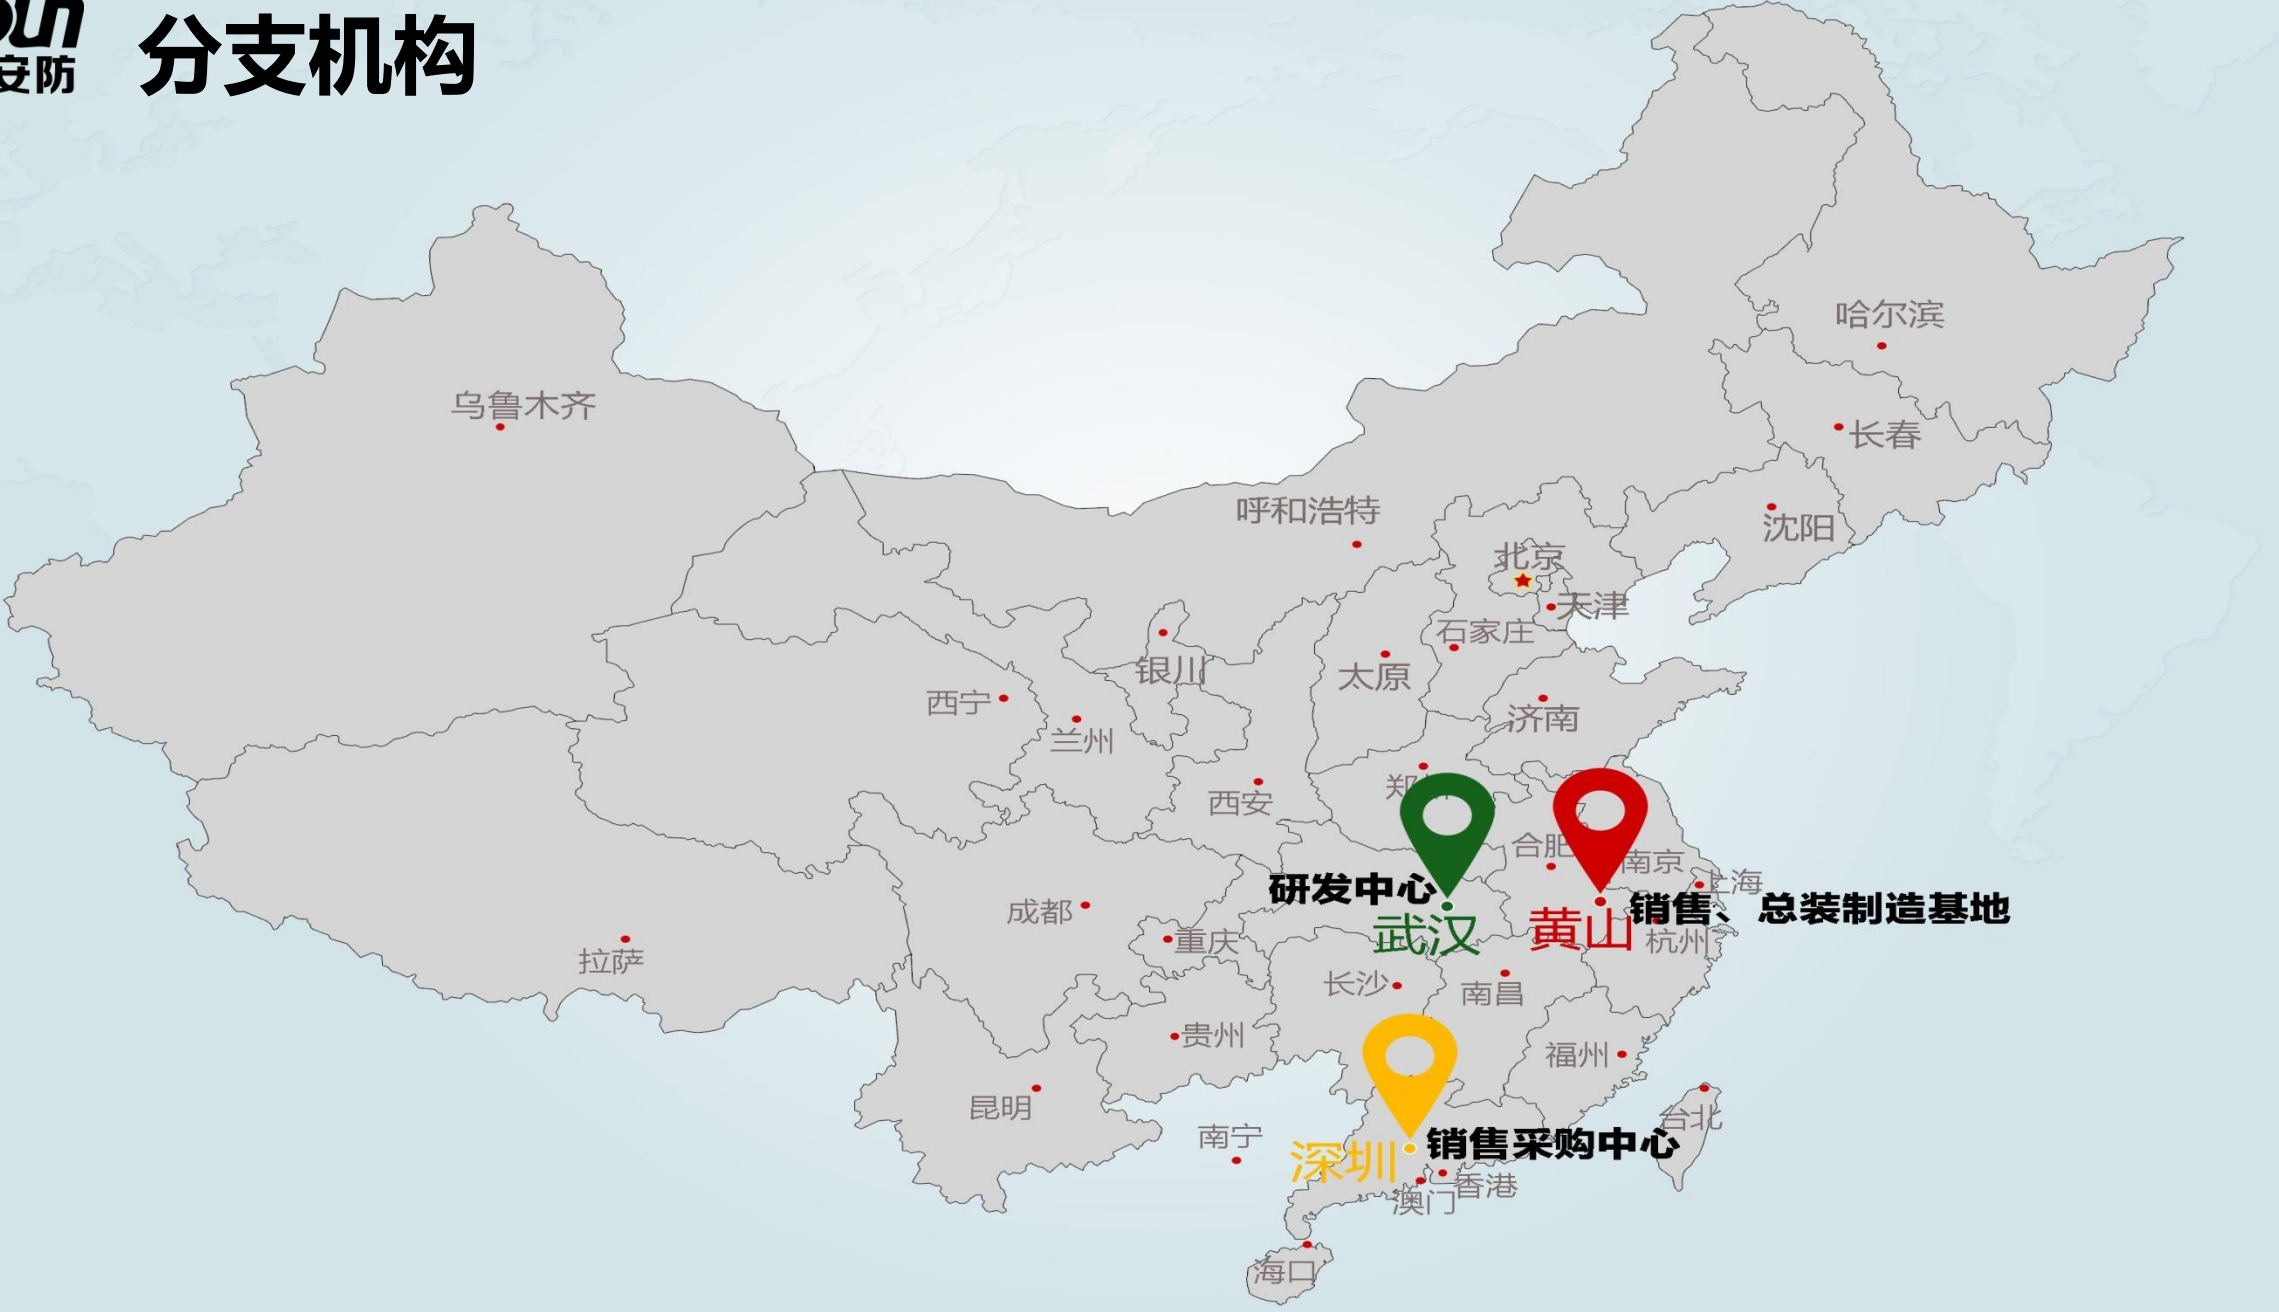 安防
分支机构
哈尔滨
乌鲁木齐
长春
呼和浩特
沈阳
北京
天津
石家庄
银川
太原
西宁
济南
兰州
西安
合肥
南京
上海
研发中心
销售、总装制造基地
武汉
黄山
成都
重庆
杭州
拉萨
长沙
南昌
贵州
福州
昆明
台北
南宁
销售采购中心
深圳
香港
澳门
海口